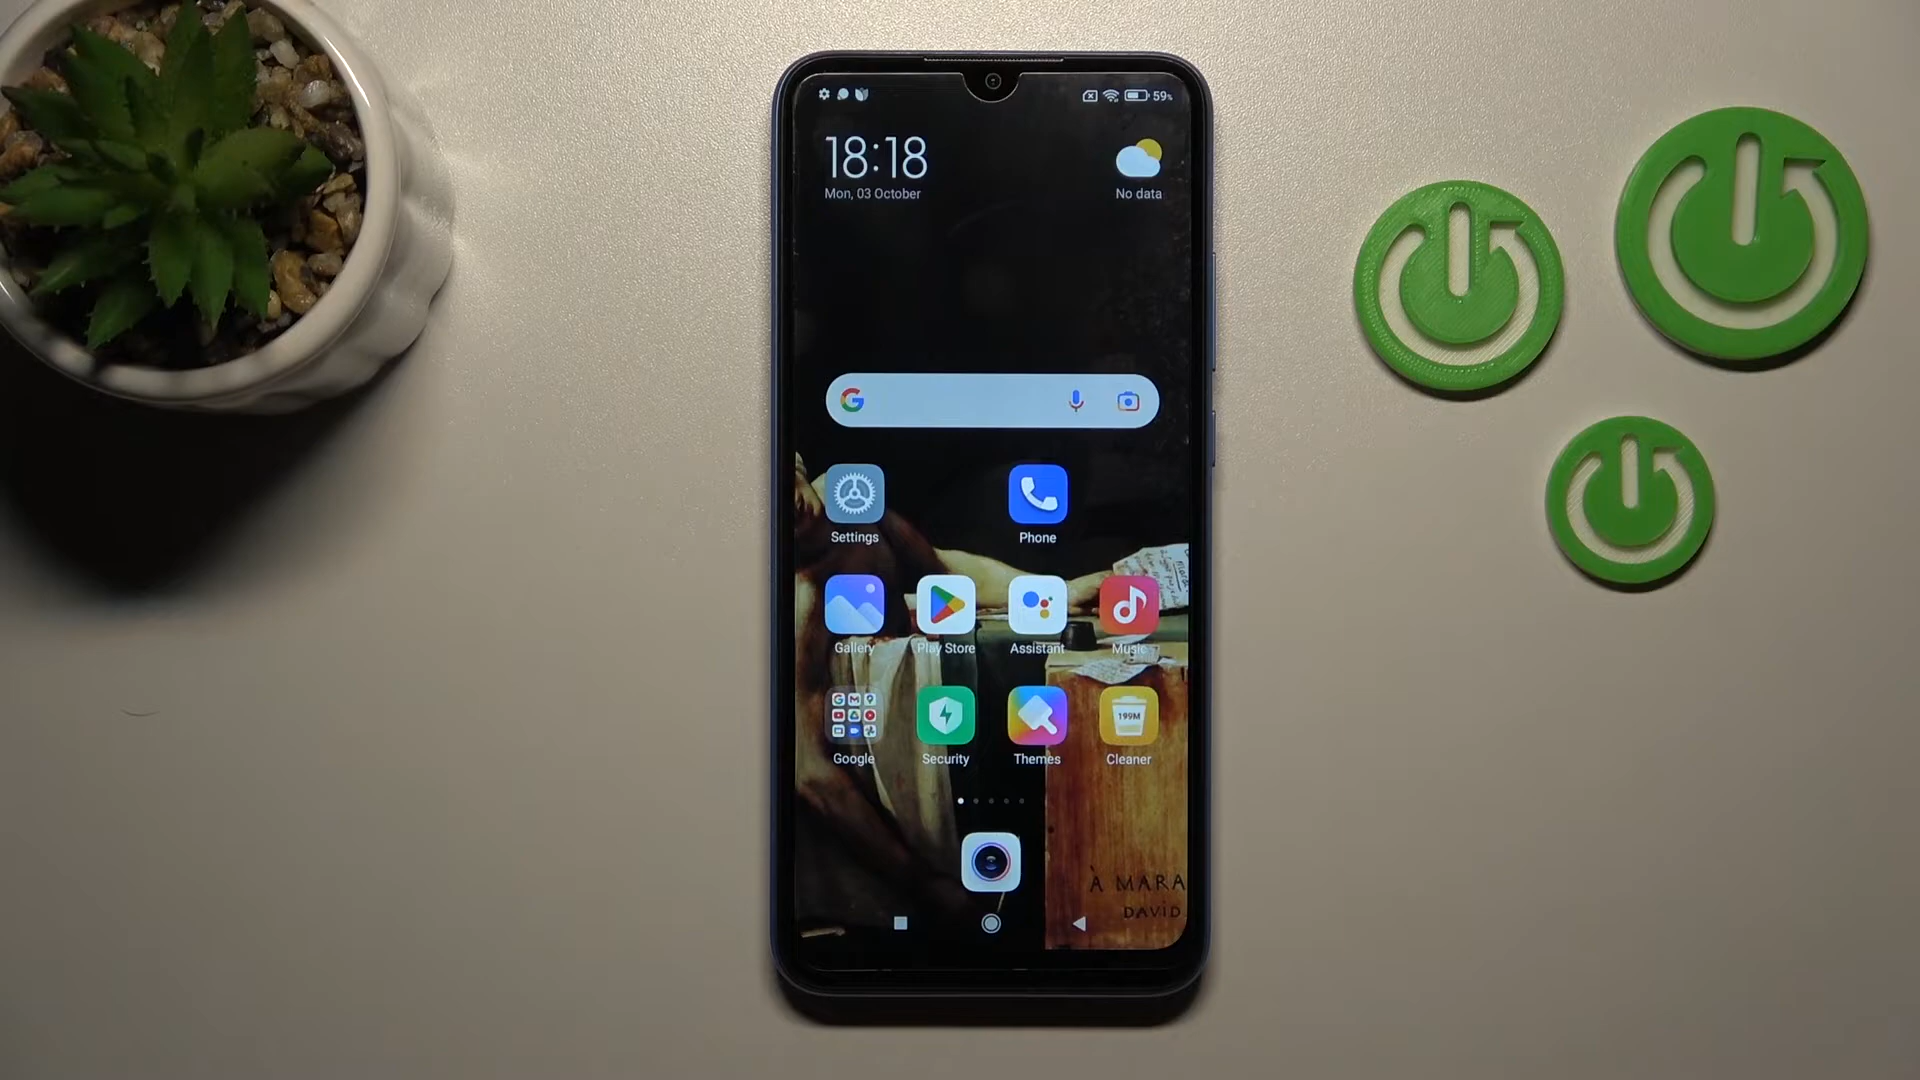 59%
18:18
Mon, 03 October
No data
Settings
Phone
Gallery
Play Store
Assistant
Music
199M
Google
Security
Themes
Cleaner
À MARA
DAVID